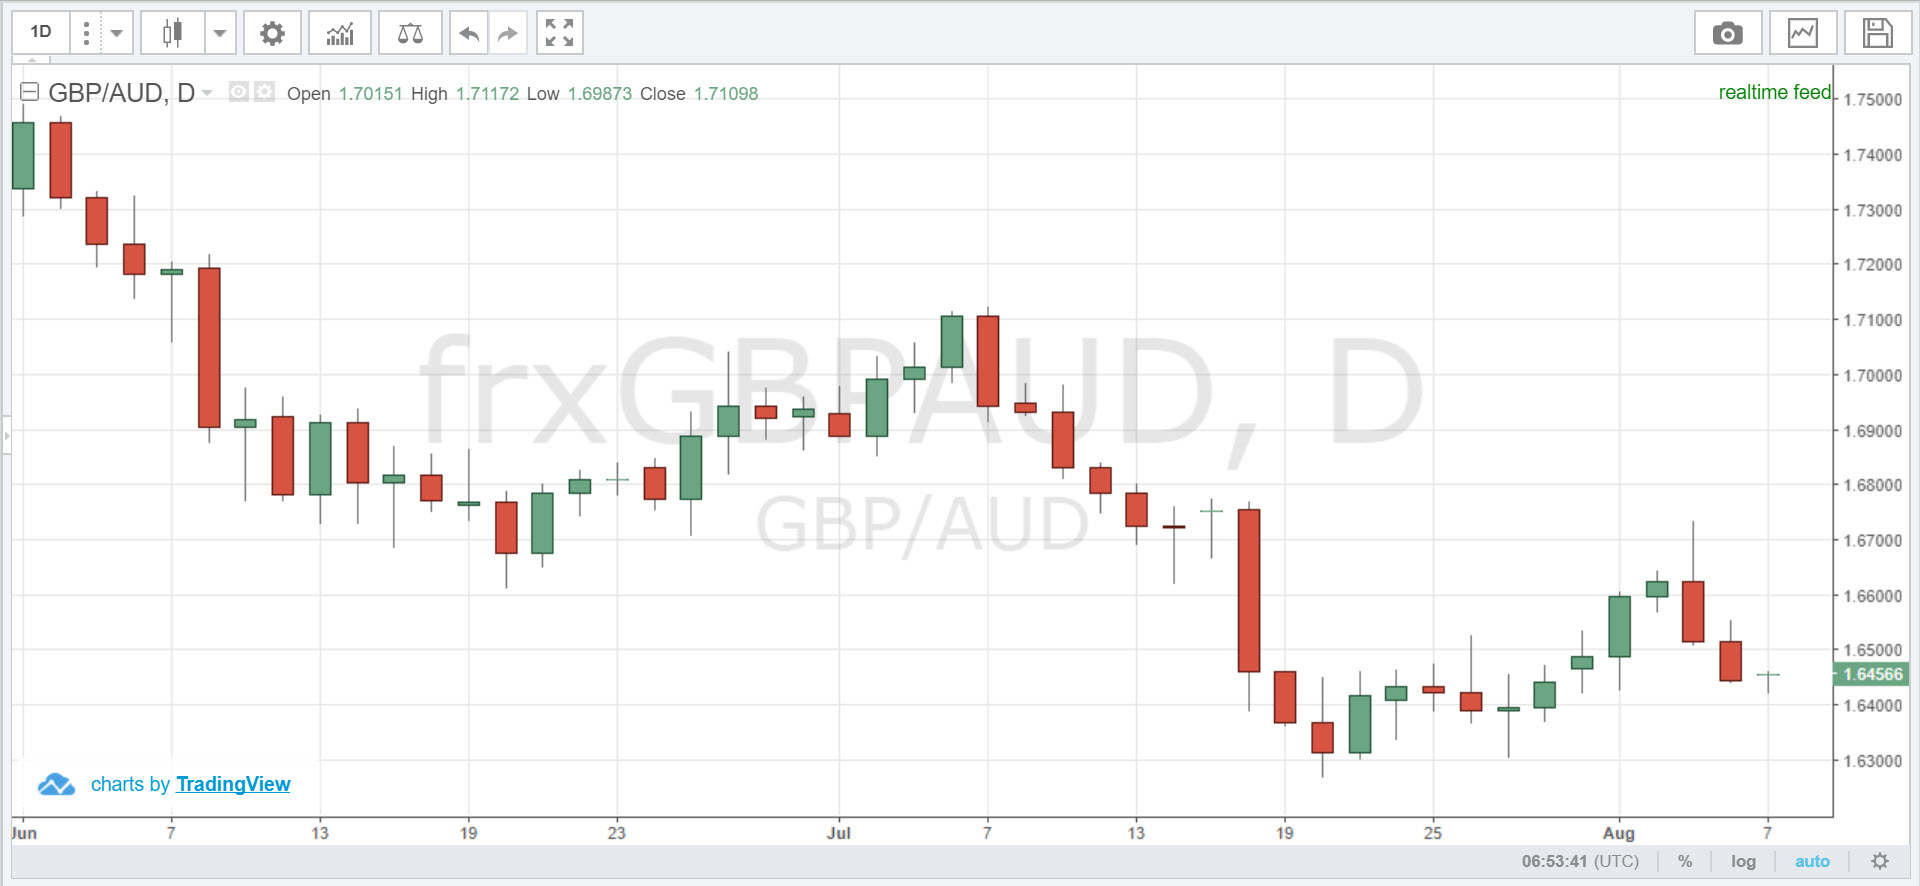 1D
GBP/AUD, D Open 1.70151 High 1.71172 Low 1.69873 Close 1.71098
realtime feed
1.75000
1.74000
1.73000
1.72000
1.71000
1.70000
1.69000
1.68000
1.67000
1.66000
1.65000
1.64566
1.64000
1.63000
frxGBPAUD, D
GBP/AUD
charts by TradingView
Jun 7 13 19 23 Jul 7 13 19 25 Aug 7
06:53:41 (UTC) % log auto